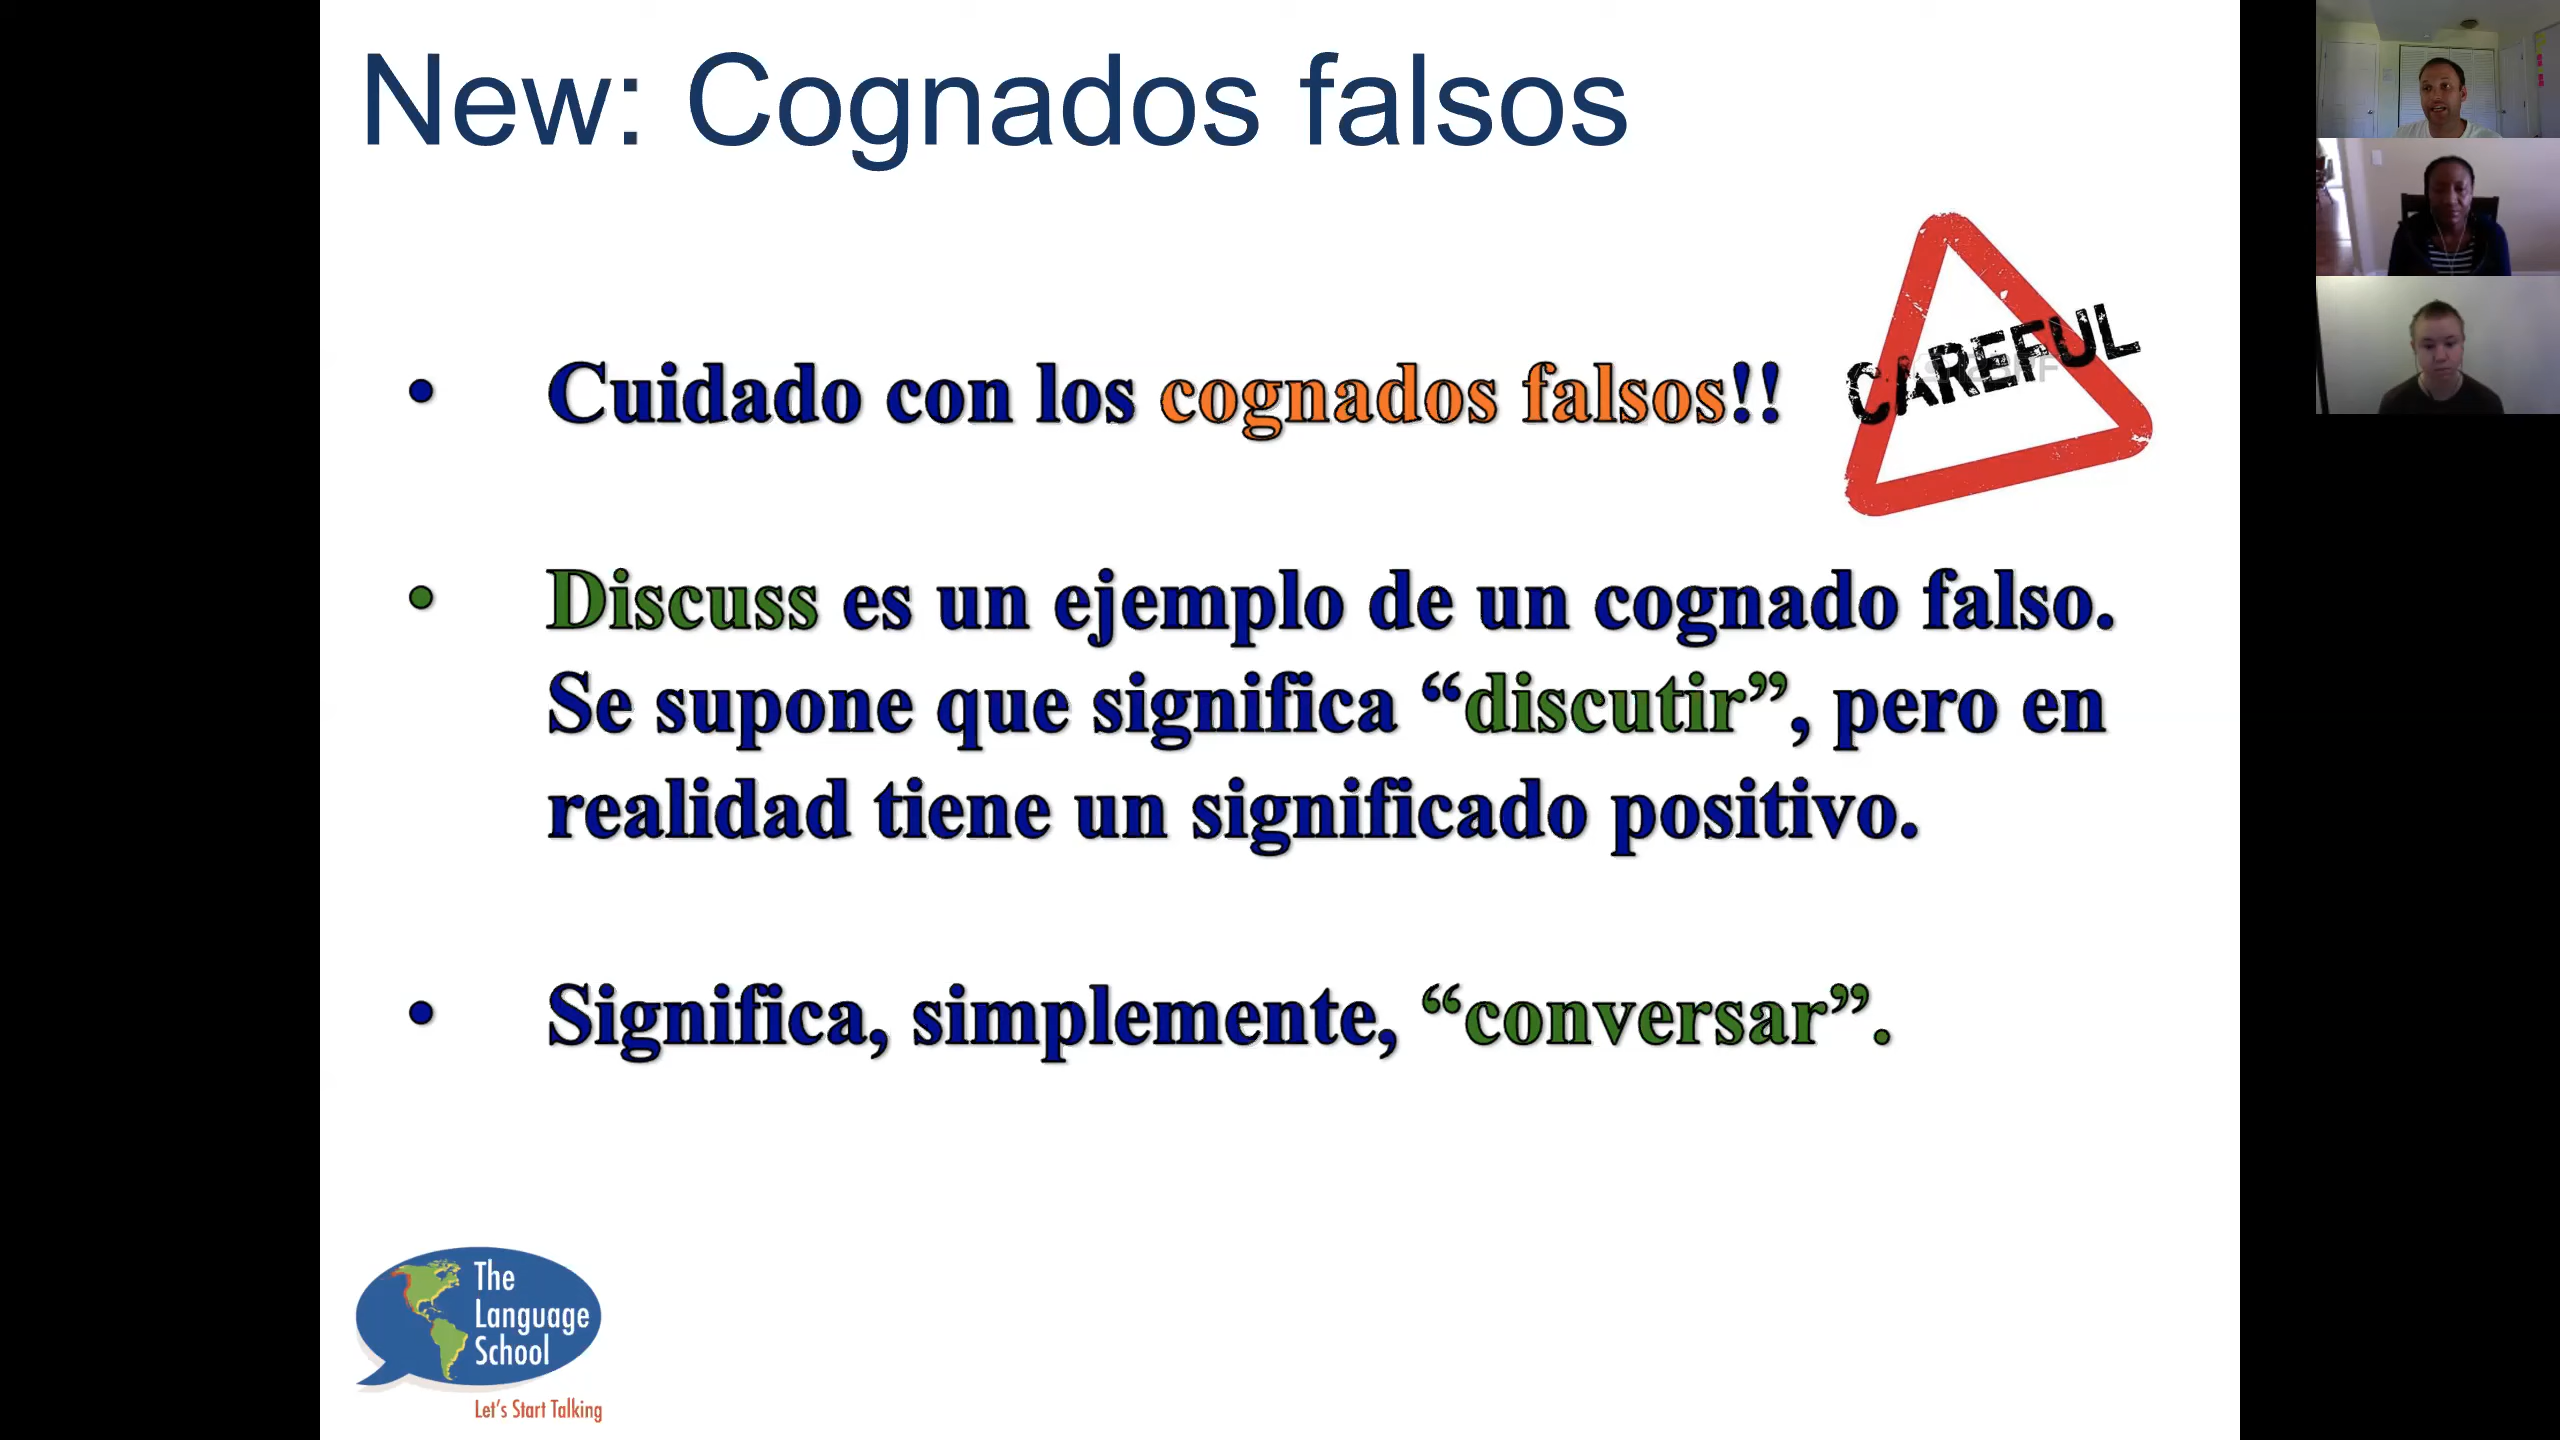 New: Cognados falsos
• Cuidado con los cognados falsos!!
CAREFUL
• Discuss es un ejemplo de un cognado falso.
Se supone que significa “discutir”, pero en
realidad tiene un significado positivo.
• Significa, simplemente, “conversar”.
The
Language
School
Let's Start Talking